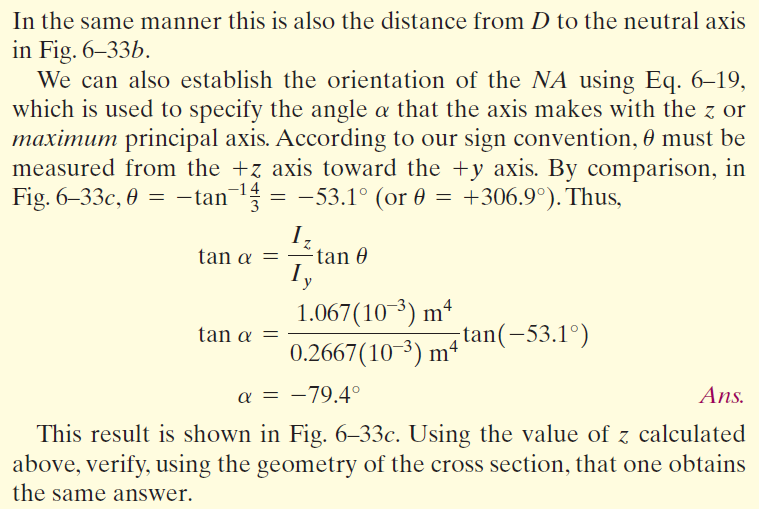 In the same manner this is also the distance from D to the neutral axis
in Fig. 6–33b.
We can also establish the orientation of the NA using Eq. 6–19,
which is used to specify the angle α that the axis makes with the z or
maximum principal axis. According to our sign convention, θ must be
measured from the +z axis toward the +y axis. By comparison, in
Fig. 6–33c, θ = −tan⁻¹ 4/3 = −53.1° (or θ = +306.9°). Thus,
tan α = I_z/I_y tan θ
tan α = 1.067(10⁻³) m⁴/0.2667(10⁻³) m⁴ tan(−53.1°)
α = −79.4° Ans.
This result is shown in Fig. 6–33c. Using the value of z calculated
above, verify, using the geometry of the cross section, that one obtains
the same answer.